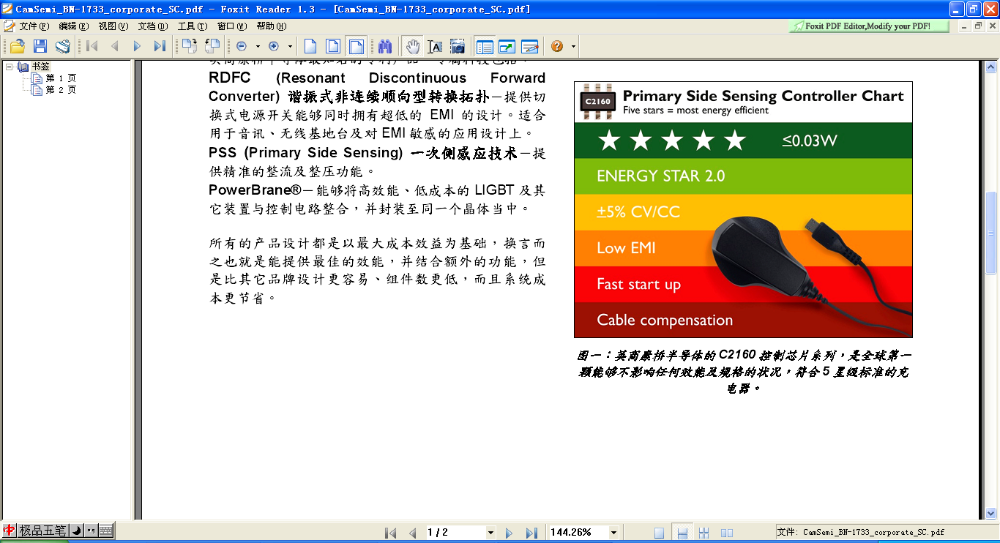 CamSemi_BN-1733_corporate_SC.pdf - Foxit Reader 1.3 - [CamSemi_BN-1733_corporate_SC.pdf]
文件(F) 编辑(E) 视图(V) 文档(D) 工具(T) 窗口(W) 帮助(H)
Foxit PDF Editor,Modify your PDF!
书签
第 1 页
第 2 页
RDFC (Resonant Discontinuous Forward
Converter) 谐振式非连续顺向型转换拓扑－提供切
换式电源开关能够同时拥有超低的 EMI 的设计。适合
用于音讯、无线基地台及对 EMI 敏感的应用设计上。
PSS (Primary Side Sensing) 一次侧感应技术－提
供精准的整流及整压功能。
PowerBrane®－能够将高效能、低成本的 LIGBT 及其
它装置与控制电路整合，并封装至同一个晶体当中。
所有的产品设计都是以最大成本效益为基础，换言而
之也就是能提供最佳的效能，并结合额外的功能，但
是比其它品牌设计更容易、组件数更低，而且系统成
本更节省。
C2160
Primary Side Sensing Controller Chart
Five stars = most energy efficient
≤0.03W
ENERGY STAR 2.0
±5% CV/CC
Low EMI
Fast start up
Cable compensation
图一：英商康桥半导体的 C2160 控制芯片系列，是全球第一
颗能够不影响任何效能及规格的状况，符合 5 星级标准的充
电器。
中 极品五笔
1 / 2
144.26%
文件: CamSemi_BN-1733_corporate_SC.pdf